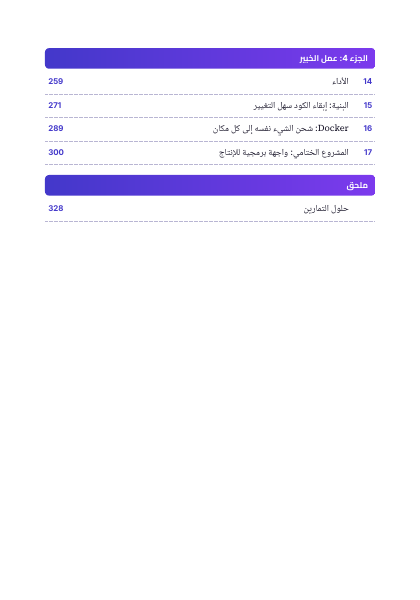 الجزء 4: عمل الخبير
14 الأداء 259
15 البنية: إبقاء الكود سهل التغيير 271
16 Docker: شحن الشيء نفسه إلى كل مكان 289
17 المشروع الختامي: واجهة برمجية للإنتاج 300
ملحق
حلول التمارين 328